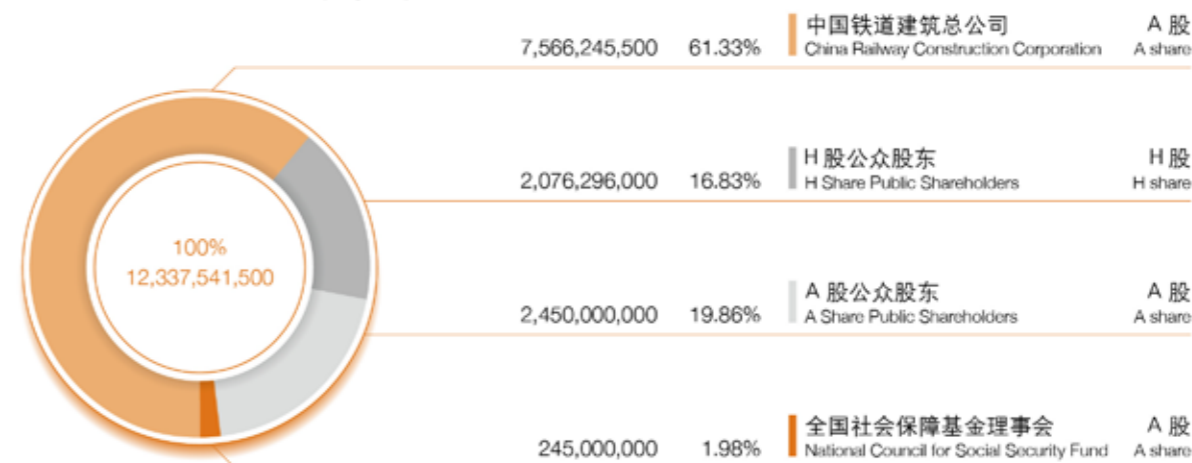 7,566,245,500 61.33% 中国铁道建筑总公司 A 股
China Railway Construction Corporation A share
2,076,296,000 16.83% H 股公众股东 H 股
H Share Public Shareholders H share
100%
12,337,541,500
2,450,000,000 19.86% A 股公众股东 A 股
A Share Public Shareholders A share
245,000,000 1.98% 全国社会保障基金理事会 A 股
National Council for Social Security Fund A share